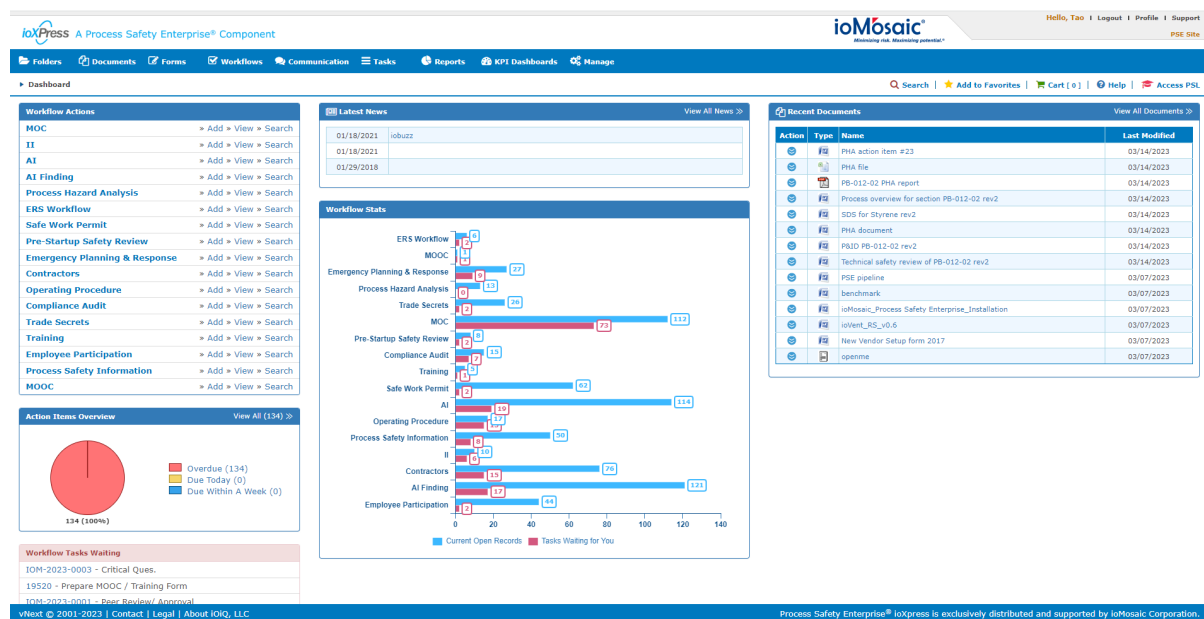 Hello, Tao | Logout | Profile | Support
PSE Site
ioXPress A Process Safety Enterprise® Component
ioMosaic®
Minimizing risk. Maximizing potential.®
Folders Documents Forms Workflows Communication Tasks Reports KPI Dashboards Manage
Dashboard
Search | Add to Favorites | Cart [ 0 ] | Help | Access PSL
Workflow Actions
MOC » Add » View » Search
II » Add » View » Search
AI » Add » View » Search
AI Finding » Add » View » Search
Process Hazard Analysis » Add » View » Search
ERS Workflow » Add » View » Search
Safe Work Permit » Add » View » Search
Pre-Startup Safety Review » Add » View » Search
Emergency Planning & Response » Add » View » Search
Contractors » Add » View » Search
Operating Procedure » Add » View » Search
Compliance Audit » Add » View » Search
Trade Secrets » Add » View » Search
Training » Add » View » Search
Employee Participation » Add » View » Search
Process Safety Information » Add » View » Search
MOOC » Add » View » Search
Action Items Overview View All (134) »
Overdue (134)
Due Today (0)
Due Within A Week (0)
134 (100%)
Workflow Tasks Waiting
IOM-2023-0003 - Critical Ques.
19520 - Prepare MOOC / Training Form
IOM-2023-0001 - Peer Review/ Approval
Latest News View All News »
01/18/2021 iobuzz
01/18/2021
01/29/2018
Workflow Stats
ERS Workflow 6 2
MOOC 1 1
Emergency Planning & Response 27 9
Process Hazard Analysis 13 0
Trade Secrets 26 2
MOC 112 73
Pre-Startup Safety Review 8 2
Compliance Audit 15 7
Training 5 1
Safe Work Permit 62 2
AI 114 19
Operating Procedure 17
Process Safety Information 50 8
II 10 6
Contractors 76 15
AI Finding 121 17
Employee Participation 44 2
0 20 40 60 80 100 120 140
Current Open Records Tasks Waiting for You
Recent Documents View All Documents »
Action Type Name Last Modified
PHA action item #23 03/14/2023
PHA file 03/14/2023
PB-012-02 PHA report 03/14/2023
Process overview for section PB-012-02 rev2 03/14/2023
SDS for Styrene rev2 03/14/2023
PHA document 03/14/2023
P&ID PB-012-02 rev2 03/14/2023
Technical safety review of PB-012-02 rev2 03/14/2023
PSE pipeline 03/07/2023
benchmark 03/07/2023
ioMosaic_Process Safety Enterprise_Installation 03/07/2023
ioVent_RS_v0.6 03/07/2023
New Vendor Setup form 2017 03/07/2023
openme 03/07/2023
vNext © 2001-2023 | Contact | Legal | About iOiQ, LLC
Process Safety Enterprise® ioXpress is exclusively distributed and supported by ioMosaic Corporation.